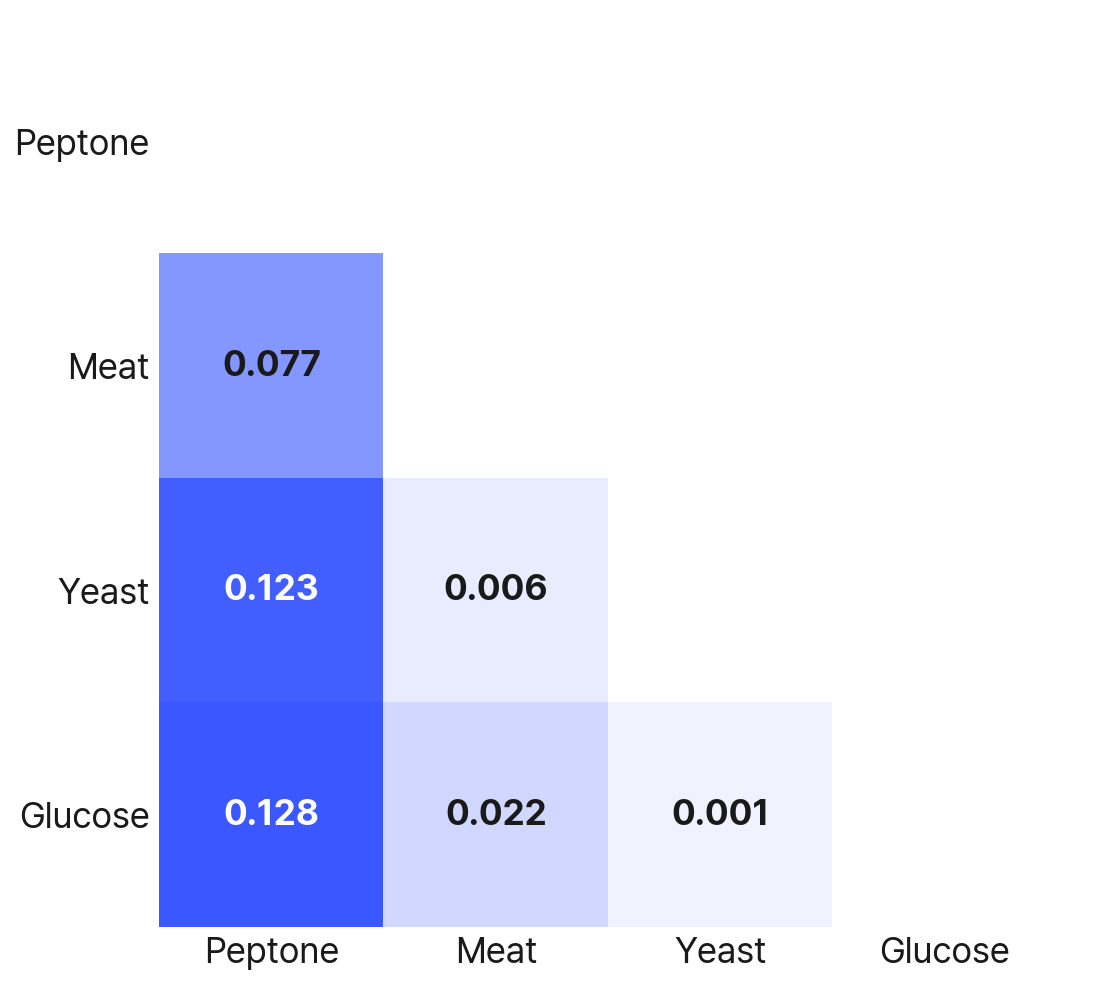 Peptone
Meat 0.077
Yeast 0.123 0.006
Glucose 0.128 0.022 0.001
Peptone Meat Yeast Glucose